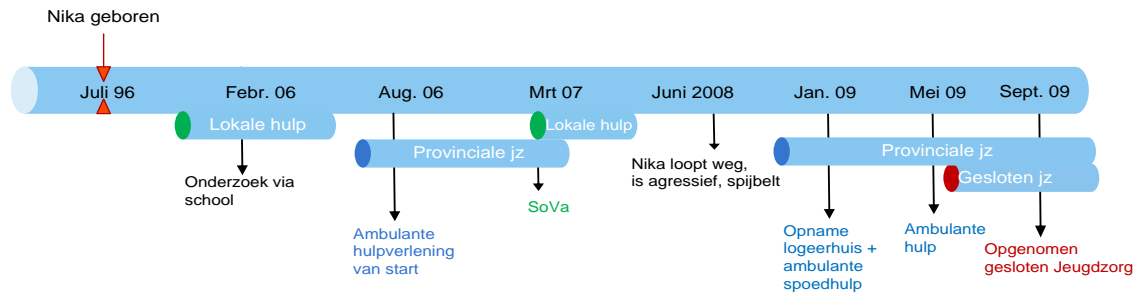 Nika geboren
Juli 96
Febr. 06
Aug. 06
Mrt 07
Juni 2008
Jan. 09
Mei 09
Sept. 09
Lokale hulp
Lokale hulp
Provinciale jz
Provinciale jz
Gesloten jz
Onderzoek via
school
Nika loopt weg,
is agressief, spijbelt
SoVa
Ambulante
hulpverlening
van start
Opname
logeerhuis +
ambulante
spoedhulp
Ambulante
hulp
Opgenomen
gesloten Jeugdzorg